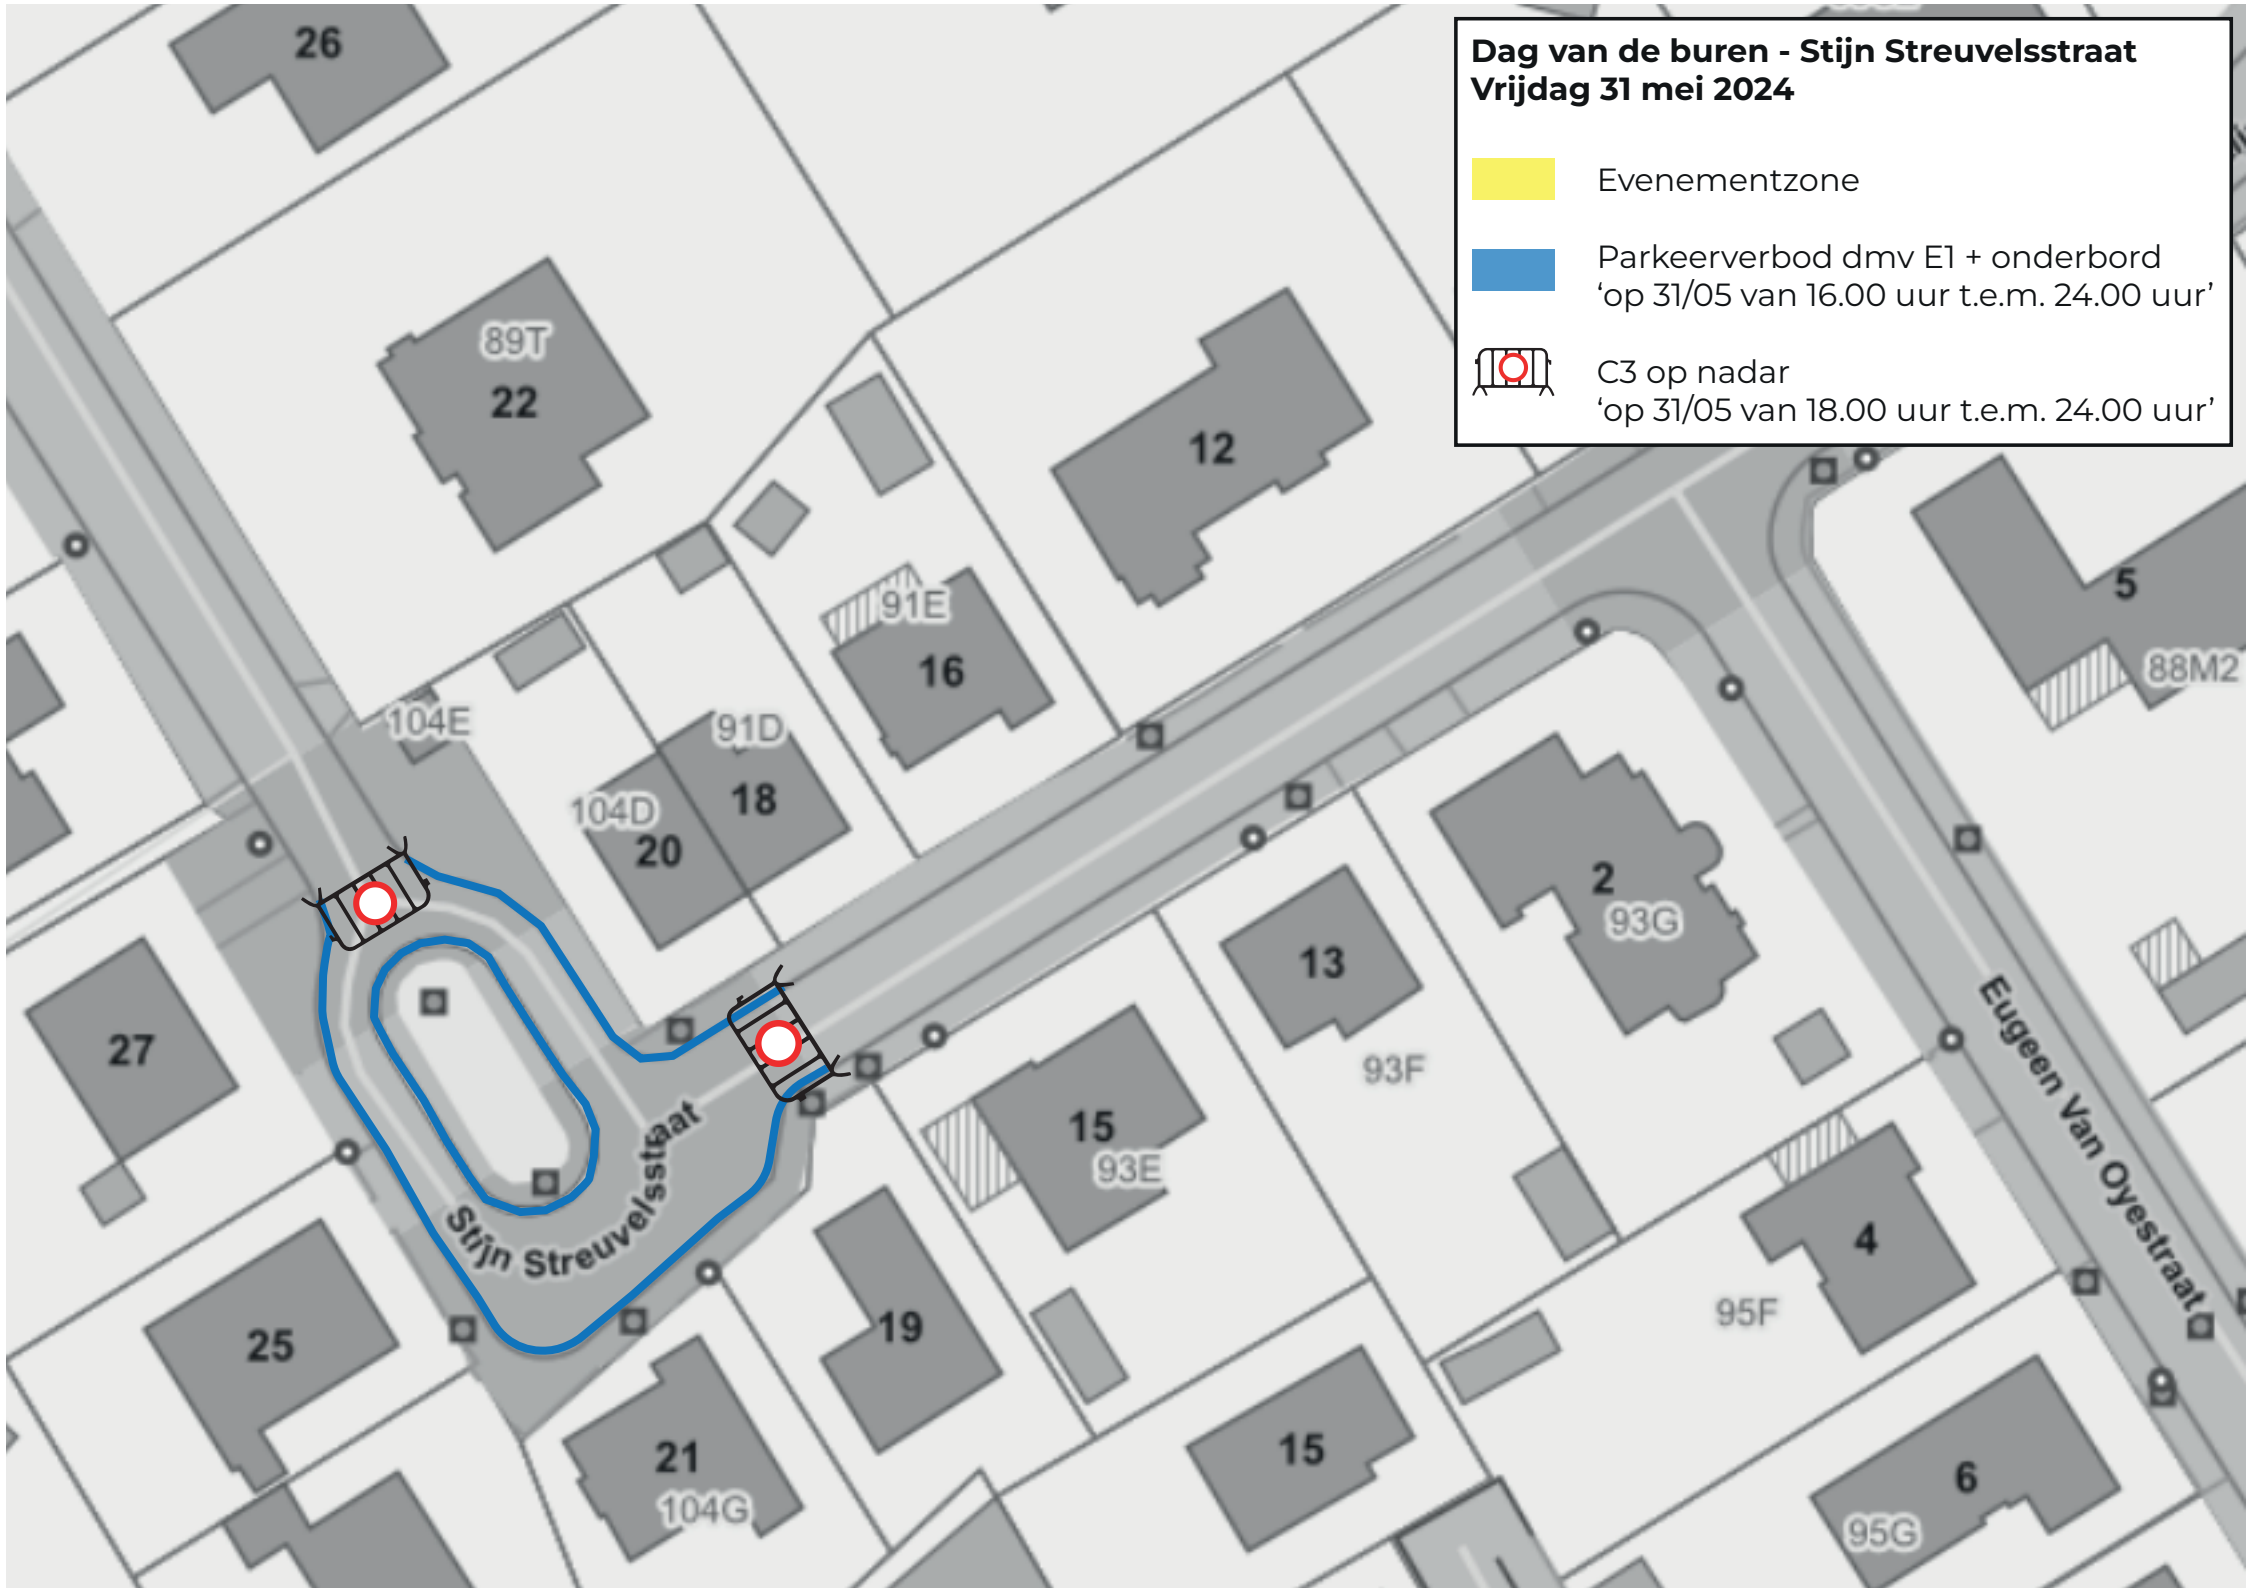 Dag van de buren - Stijn Streuvelsstraat
Vrijdag 31 mei 2024
Evenementzone
Parkeerverbod dmv E1 + onderbord
‘op 31/05 van 16.00 uur t.e.m. 24.00 uur’
C3 op nadar
‘op 31/05 van 18.00 uur t.e.m. 24.00 uur’
26
89T
22
12
5
88M2
91E
16
104E
91D
18
104D
20
2
93G
13
93F
27
15
93E
Stijn Streuvelsstraat
Eugeen Van Oyestraat
4
95F
19
25
21
104G
15
6
95G